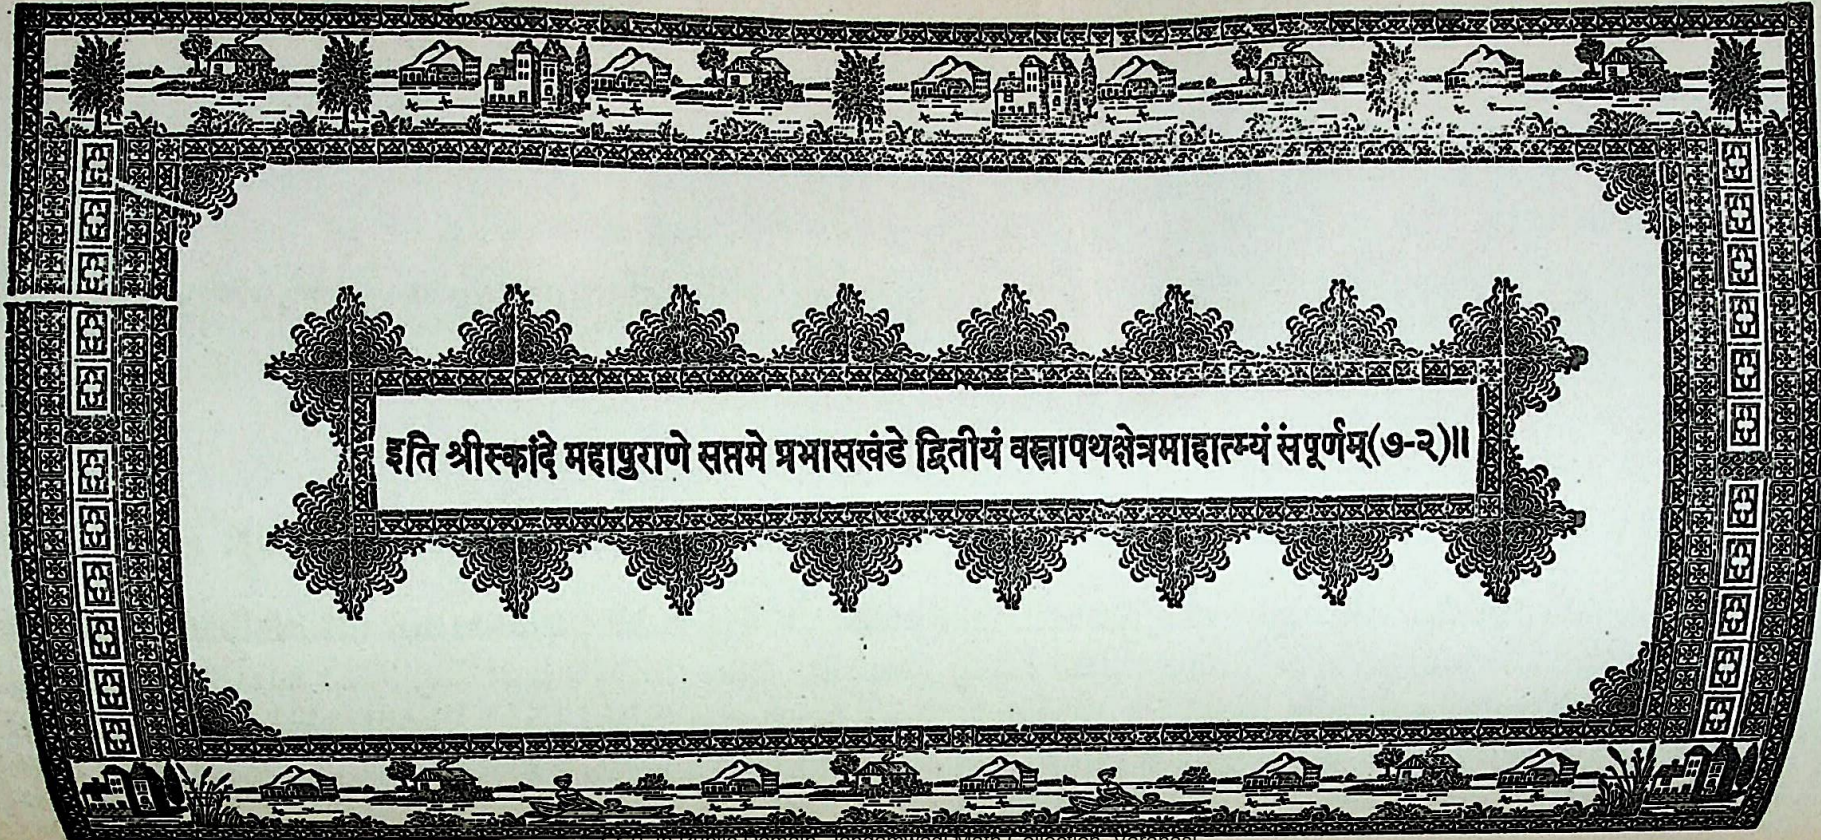 इति श्रीस्कांदे महापुराणे सप्तमे प्रभासखंडे द्वितीयं वस्त्रापथक्षेत्रमाहात्म्यं संपूर्णम्(७-२)॥